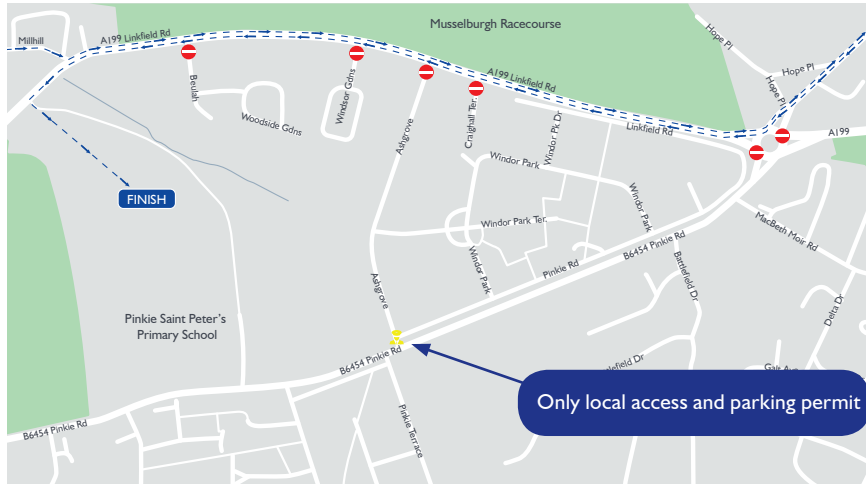 Musselburgh Racecourse
Millhill
A199 Linkfield Rd
Hope Pl
Hope Pl
Hope Pl
A199 Linkfield Rd
Beulah
Windsor Gdns
Woodside Gdns
Ashgrove
Craighall Ter.
Windor Pk Dr
Linkfield Rd
A199
Windor Park
FINISH
Windor Park
Windor Park Ter.
MacBeth Moir Rd
Windor Park
Pinkie Rd
B6454 Pinkie Rd
Battlefield Dr
Ashgrove
Delta Dr
Pinkie Saint Peter's
Primary School
B6454 Pinkie Rd
Only local access and parking permit
Pinkie Terrace
B6454 Pinkie Rd